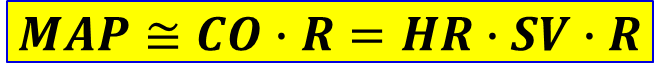 MAP ≅ CO · R = HR · SV · R